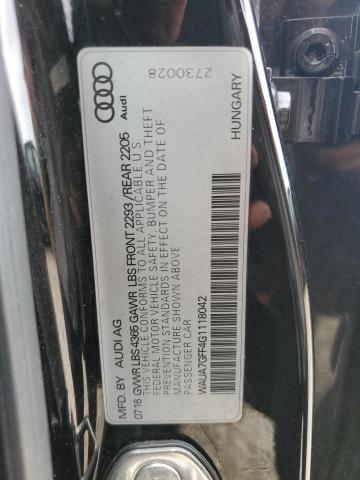 MFD. BY AUDI AG
07 16 GVWR LBS 4365 GAWR LBS FRONT 2293 / REAR 2205
THIS VEHICLE CONFORMS TO ALL APPLICABLE U.S.
FEDERAL MOTOR VEHICLE SAFETY, BUMPER AND THEFT
PREVENTION STANDARDS IN EFFECT ON THE DATE OF
MANUFACTURE SHOWN ABOVE
PASSENGER CAR
WAUA7GFF4G1118042
HUNGARY
Audi
2730028